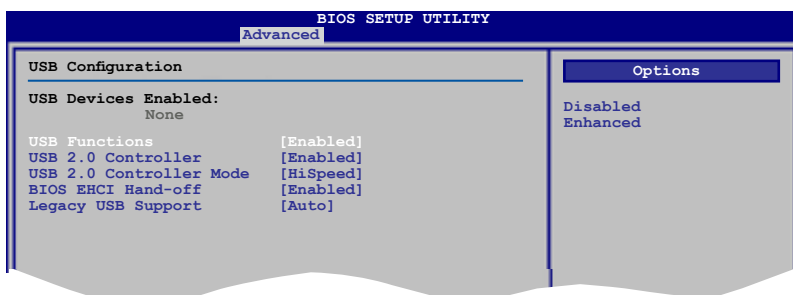 BIOS SETUP UTILITY
Advanced
USB Configuration
USB Devices Enabled:
None
USB Functions [Enabled]
USB 2.0 Controller [Enabled]
USB 2.0 Controller Mode [HiSpeed]
BIOS EHCI Hand-off [Enabled]
Legacy USB Support [Auto]
Options
Disabled
Enhanced